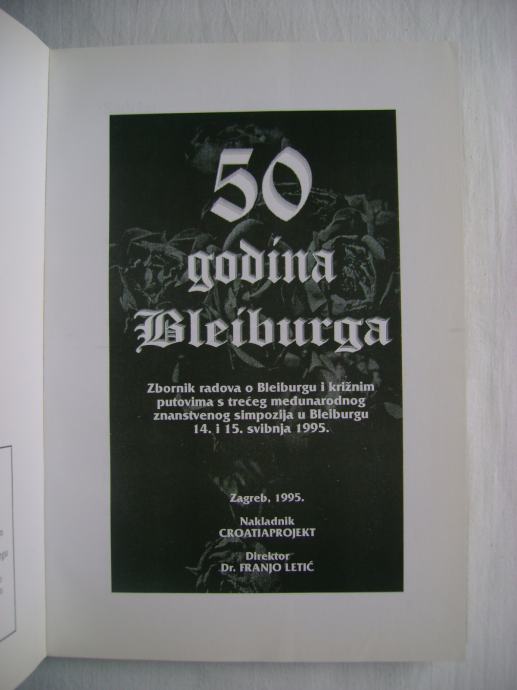 50
godina
Bleiburga
Zbornik radova o Bleiburgu i križnim
putovima s trećeg međunarodnog
znanstvenog simpozija u Bleiburgu
14. i 15. svibnja 1995.
Zagreb, 1995.
Nakladnik
CROATIAPROJEKT
Direktor
Dr. FRANJO LETIĆ